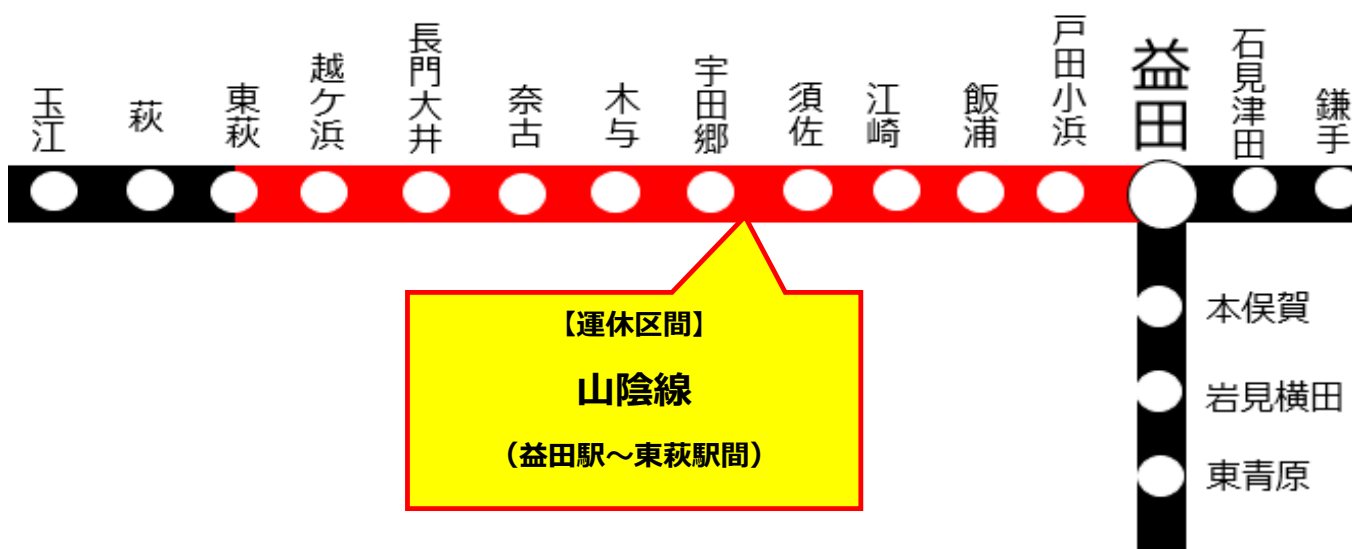 玉江
萩
東萩
越ケ浜
長門大井
奈古
木与
宇田郷
須佐
江崎
飯浦
戸田小浜
益田
石見津田
鎌手
【運休区間】
山陰線
（益田駅～東萩駅間）
本俣賀
岩見横田
東青原